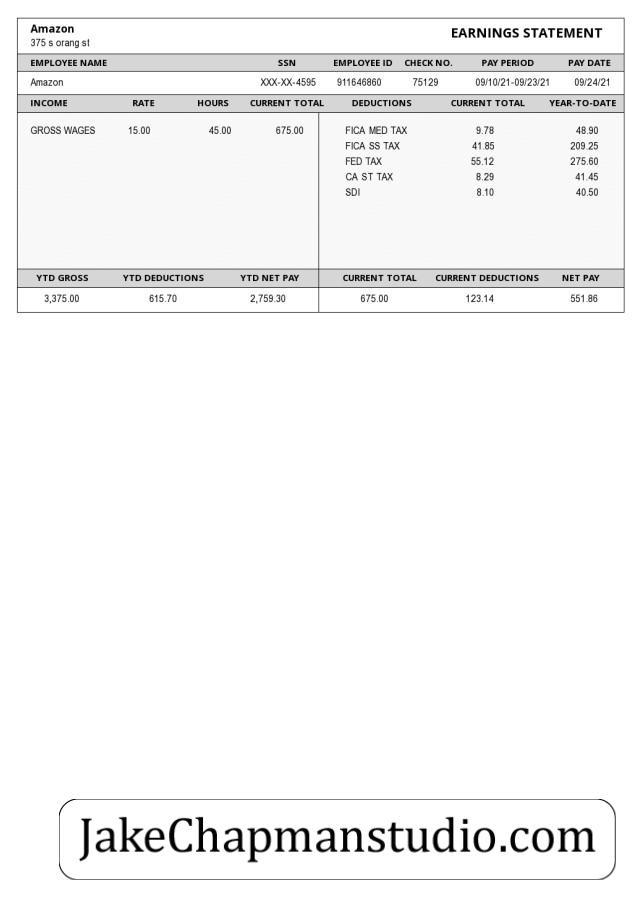 Amazon
EARNINGS STATEMENT
375 s orang st
EMPLOYEE NAME SSN EMPLOYEE ID CHECK NO. PAY PERIOD PAY DATE
Amazon XXX-XX-4595 911646860 75129 09/10/21-09/23/21 09/24/21
INCOME RATE HOURS CURRENT TOTAL DEDUCTIONS CURRENT TOTAL YEAR-TO-DATE
GROSS WAGES 15.00 45.00 675.00 FICA MED TAX 9.78 48.90
FICA SS TAX 41.85 209.25
FED TAX 55.12 275.60
CA ST TAX 8.29 41.45
SDI 8.10 40.50
YTD GROSS YTD DEDUCTIONS YTD NET PAY CURRENT TOTAL CURRENT DEDUCTIONS NET PAY
3,375.00 615.70 2,759.30 675.00 123.14 551.86
JakeChapmanstudio.com